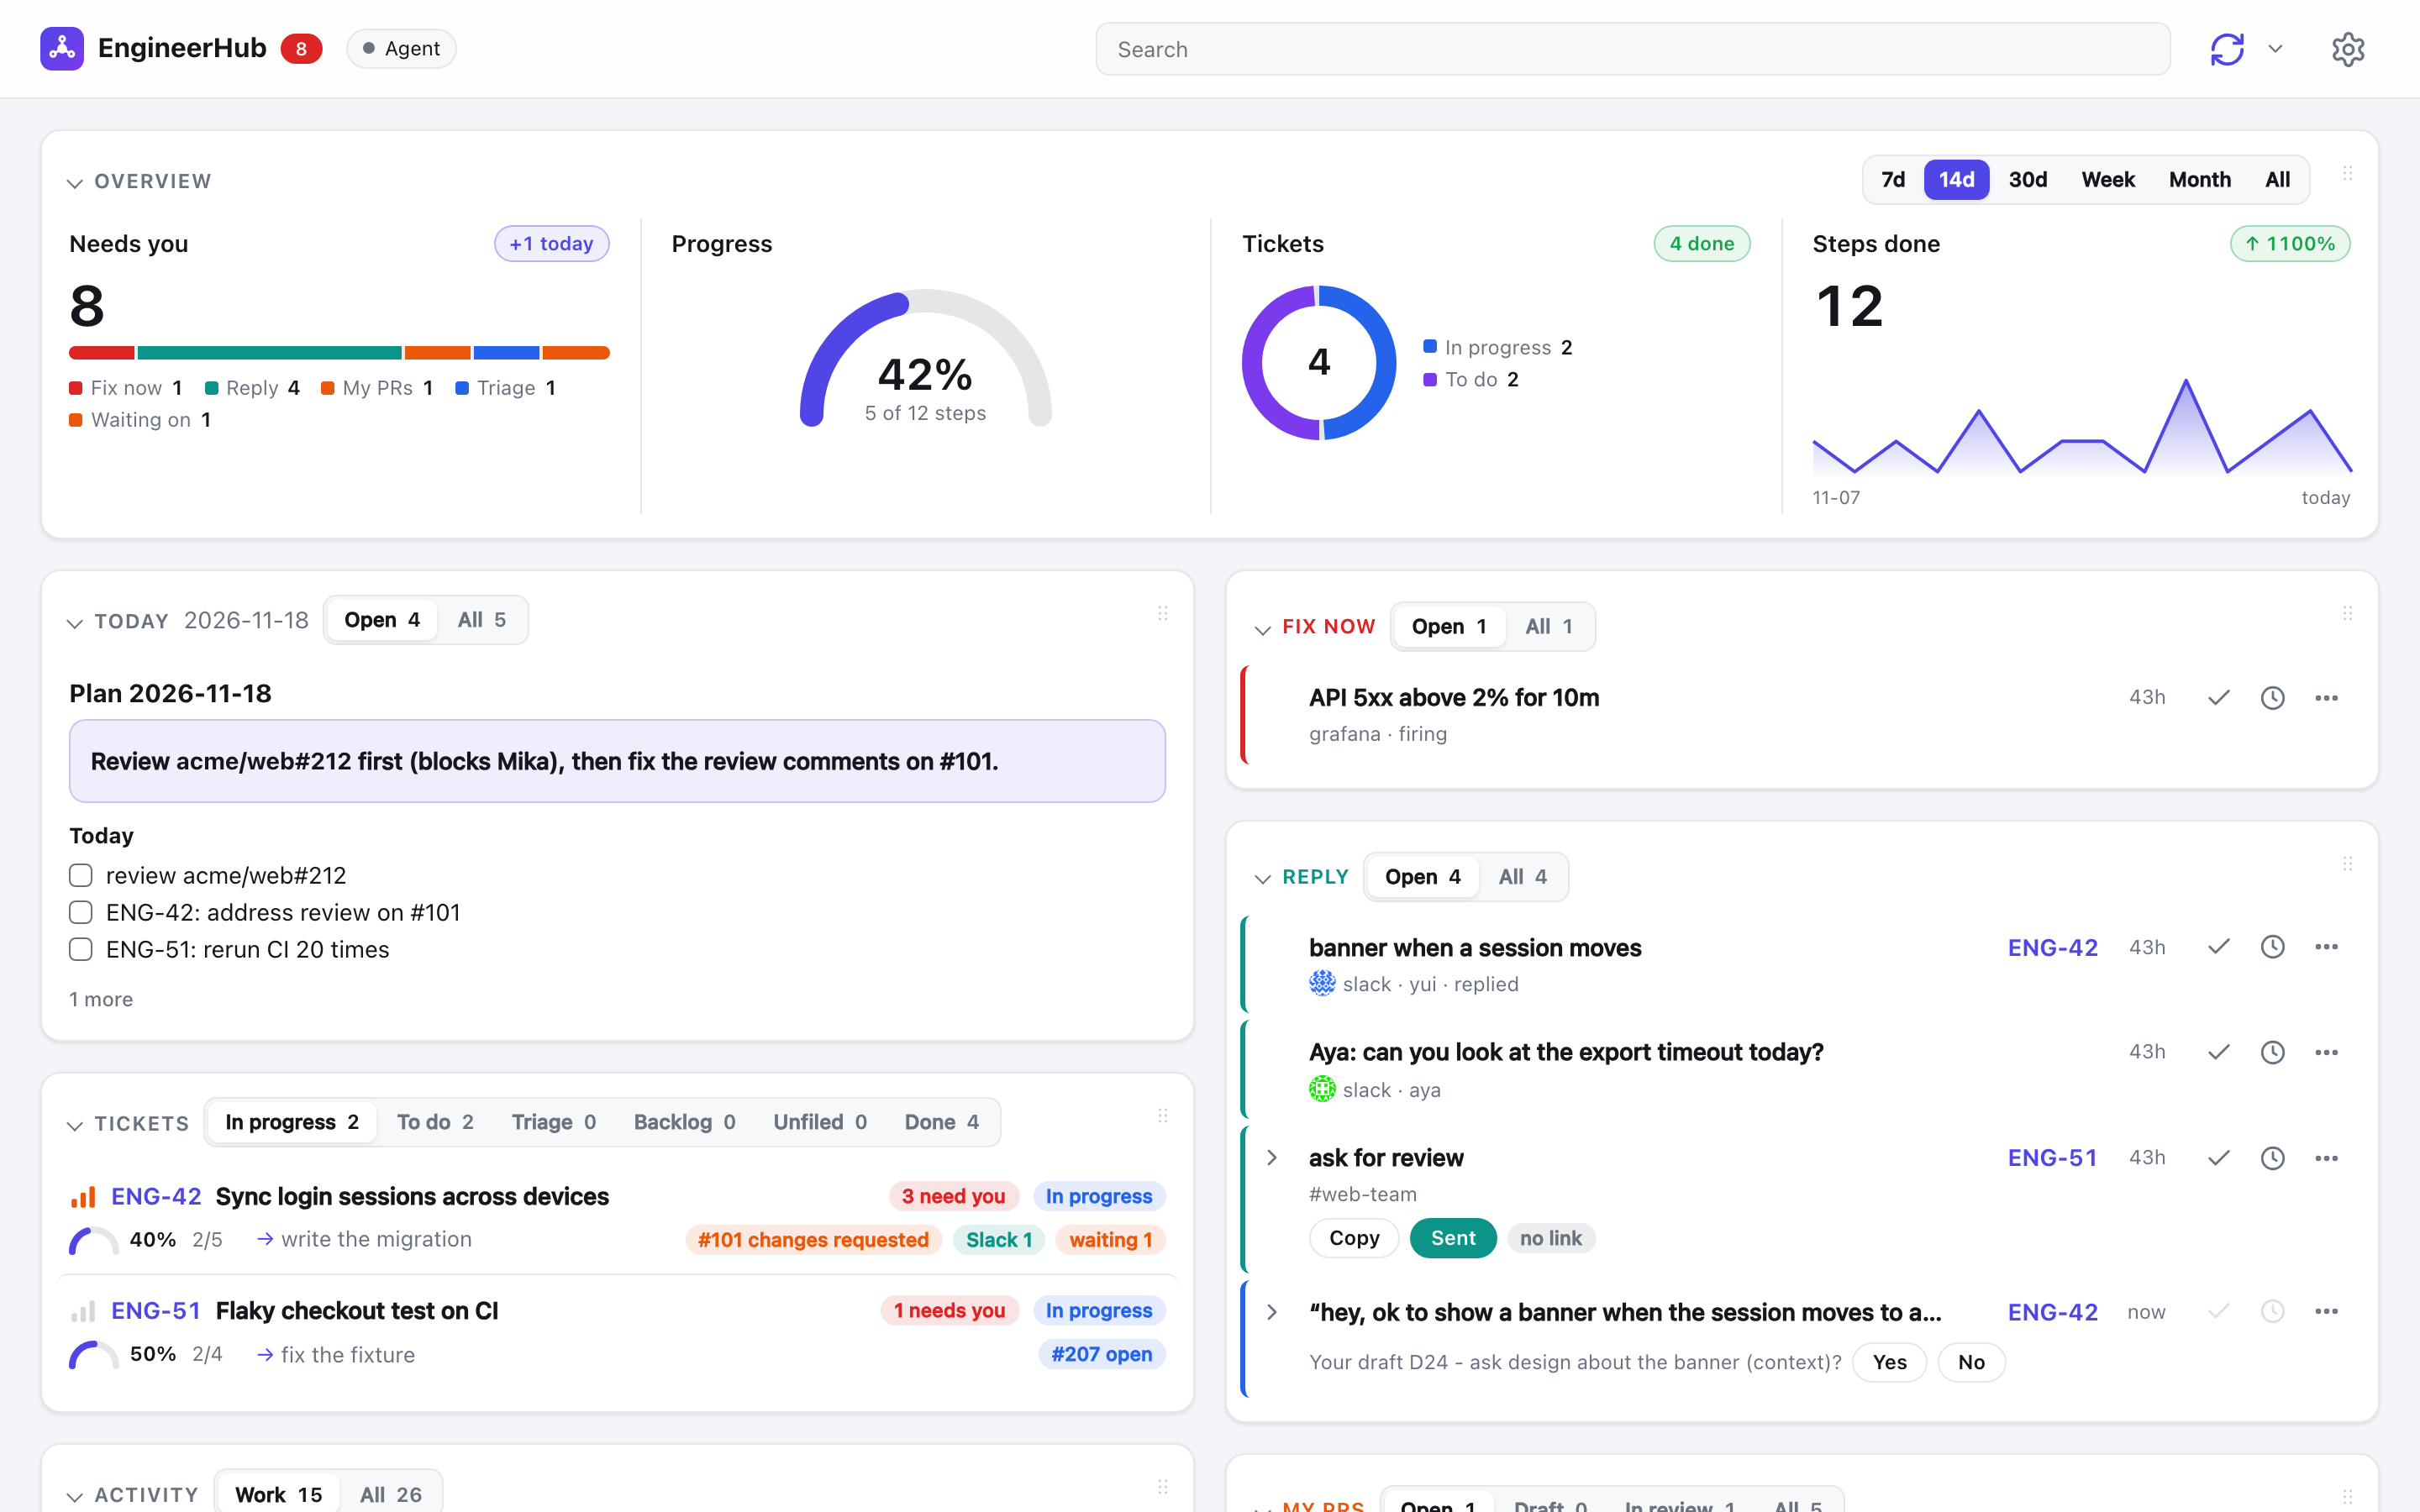 EngineerHub 8 Agent
Search
OVERVIEW
7d 14d 30d Week Month All
Needs you +1 today
8
Fix now 1 Reply 4 My PRs 1 Triage 1
Waiting on 1
Progress
42%
5 of 12 steps
Tickets 4 done
4
In progress 2
To do 2
Steps done ↑ 1100%
12
11-07 today
TODAY 2026-11-18 Open 4 All 5
Plan 2026-11-18
Review acme/web#212 first (blocks Mika), then fix the review comments on #101.
Today
review acme/web#212
ENG-42: address review on #101
ENG-51: rerun CI 20 times
1 more
TICKETS In progress 2 To do 2 Triage 0 Backlog 0 Unfiled 0 Done 4
ENG-42 Sync login sessions across devices 3 need you In progress
40% 2/5 → write the migration #101 changes requested Slack 1 waiting 1
ENG-51 Flaky checkout test on CI 1 needs you In progress
50% 2/4 → fix the fixture #207 open
ACTIVITY Work 15 All 26
FIX NOW Open 1 All 1
API 5xx above 2% for 10m 43h
grafana · firing
REPLY Open 4 All 4
banner when a session moves ENG-42 43h
slack · yui · replied
Aya: can you look at the export timeout today? 43h
slack · aya
ask for review ENG-51 43h
#web-team
Copy Sent no link
“hey, ok to show a banner when the session moves to a... ENG-42 now
Your draft D24 - ask design about the banner (context)? Yes No
MY PRS Open 1 Draft 0 In review 1 All 5